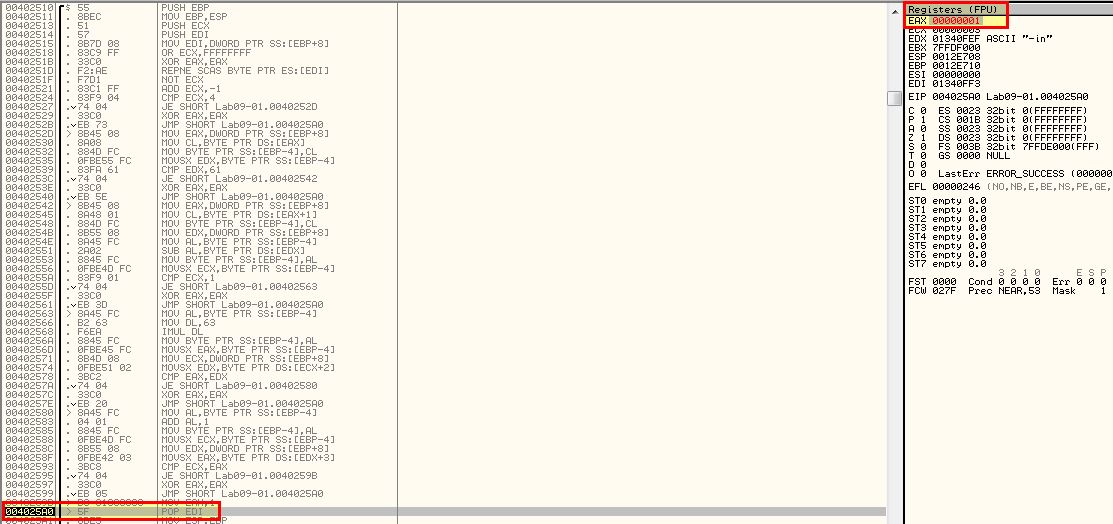 00402510 $ 55 PUSH EBP
00402511 . 8BEC MOV EBP,ESP
00402513 . 51 PUSH ECX
00402514 . 57 PUSH EDI
00402515 . 8B7D 08 MOV EDI,DWORD PTR SS:[EBP+8]
00402518 . 83C9 FF OR ECX,FFFFFFFF
0040251B . 33C0 XOR EAX,EAX
0040251D . F2:AE REPNE SCAS BYTE PTR ES:[EDI]
0040251F . F7D1 NOT ECX
00402521 . 83C1 FF ADD ECX,-1
00402524 . 83F9 04 CMP ECX,4
00402527 . 74 04 JE SHORT Lab09-01.0040252D
00402529 . 33C0 XOR EAX,EAX
0040252B . EB 73 JMP SHORT Lab09-01.004025A0
0040252D > 8B45 08 MOV EAX,DWORD PTR SS:[EBP+8]
00402530 . 8A08 MOV CL,BYTE PTR DS:[EAX]
00402532 . 884D FC MOV BYTE PTR SS:[EBP-4],CL
00402535 . 0FBE55 FC MOVSX EDX,BYTE PTR SS:[EBP-4]
00402539 . 83FA 61 CMP EDX,61
0040253C . 74 04 JE SHORT Lab09-01.00402542
0040253E . 33C0 XOR EAX,EAX
00402540 . EB 5E JMP SHORT Lab09-01.004025A0
00402542 > 8B45 08 MOV EAX,DWORD PTR SS:[EBP+8]
00402545 . 8A48 01 MOV CL,BYTE PTR DS:[EAX+1]
00402548 . 884D FC MOV BYTE PTR SS:[EBP-4],CL
0040254B . 8B55 08 MOV EDX,DWORD PTR SS:[EBP+8]
0040254E . 8A45 FC MOV AL,BYTE PTR SS:[EBP-4]
00402551 . 2A02 SUB AL,BYTE PTR DS:[EDX]
00402553 . 8845 FC MOV BYTE PTR SS:[EBP-4],AL
00402556 . 0FBE4D FC MOVSX ECX,BYTE PTR SS:[EBP-4]
0040255A . 83F9 01 CMP ECX,1
0040255D . 74 04 JE SHORT Lab09-01.00402563
0040255F . 33C0 XOR EAX,EAX
00402561 . EB 3D JMP SHORT Lab09-01.004025A0
00402563 > 8A45 FC MOV AL,BYTE PTR SS:[EBP-4]
00402566 . B2 63 MOV DL,63
00402568 . F6EA IMUL DL
0040256A . 8845 FC MOV BYTE PTR SS:[EBP-4],AL
0040256D . 0FBE45 FC MOVSX EAX,BYTE PTR SS:[EBP-4]
00402571 . 8B4D 08 MOV ECX,DWORD PTR SS:[EBP+8]
00402574 . 0FBE51 02 MOVSX EDX,BYTE PTR DS:[ECX+2]
00402578 . 3BC2 CMP EAX,EDX
0040257A . 74 04 JE SHORT Lab09-01.00402580
0040257C . 33C0 XOR EAX,EAX
0040257E . EB 20 JMP SHORT Lab09-01.004025A0
00402580 > 8A45 FC MOV AL,BYTE PTR SS:[EBP-4]
00402583 . 04 01 ADD AL,1
00402585 . 8845 FC MOV BYTE PTR SS:[EBP-4],AL
00402588 . 0FBE4D FC MOVSX ECX,BYTE PTR SS:[EBP-4]
0040258C . 8B55 08 MOV EDX,DWORD PTR SS:[EBP+8]
0040258F . 0FBE42 03 MOVSX EAX,BYTE PTR DS:[EDX+3]
00402593 . 3BC8 CMP ECX,EAX
00402595 . 74 04 JE SHORT Lab09-01.0040259B
00402597 . 33C0 XOR EAX,EAX
00402599 . EB 05 JMP SHORT Lab09-01.004025A0
004025A0 > 5F POP EDI
Registers (FPU)
EAX 00000001
EDX 01340FEF ASCII "-in"
EBX 7FFDF000
ESP 0012E708
EBP 0012E710
ESI 00000000
EDI 01340FF3
EIP 004025A0 Lab09-01.004025A0
C 0 ES 0023 32bit 0(FFFFFFFF)
P 1 CS 001B 32bit 0(FFFFFFFF)
A 0 SS 0023 32bit 0(FFFFFFFF)
Z 1 DS 0023 32bit 0(FFFFFFFF)
S 0 FS 003B 32bit 7FFDE000(FFF)
T 0 GS 0000 NULL
D 0
O 0 LastErr ERROR_SUCCESS (000000
EFL 00000246 (NO,NB,E,BE,NS,PE,GE,
ST0 empty 0.0
ST1 empty 0.0
ST2 empty 0.0
ST3 empty 0.0
ST4 empty 0.0
ST5 empty 0.0
ST6 empty 0.0
ST7 empty 0.0
3 2 1 0 E S P
FST 0000 Cond 0 0 0 0 Err 0 0 0
FCW 027F Prec NEAR,53 Mask 1